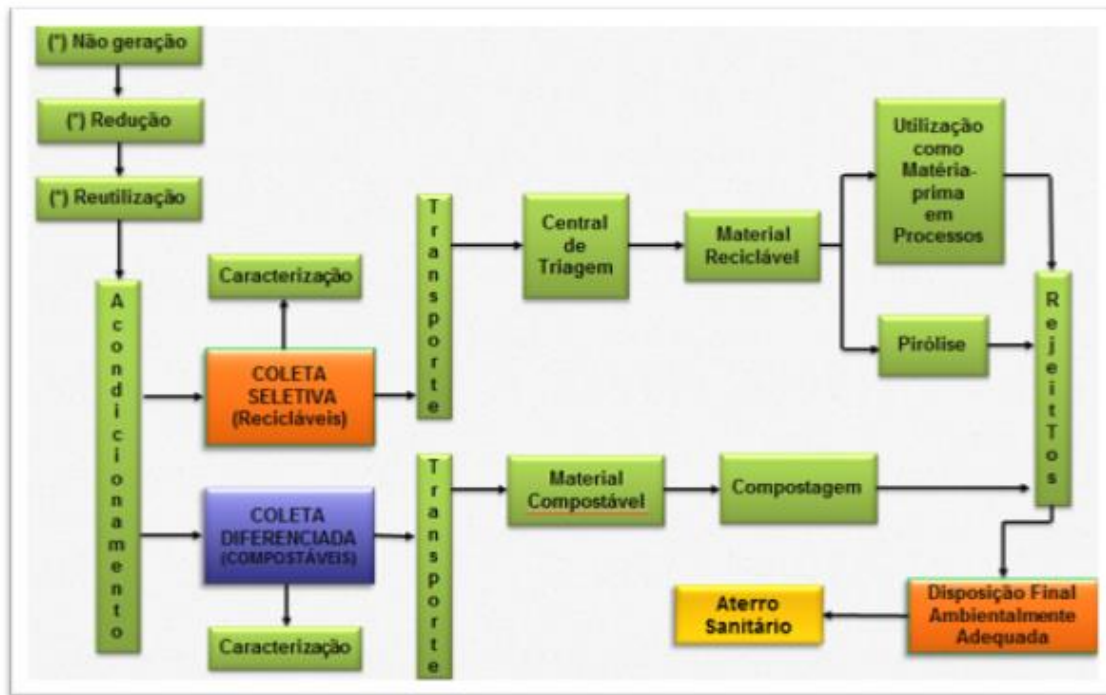 (*) Não geração
(*) Redução
(*) Reutilização
Acondicionamento
Caracterização
COLETA
SELETIVA
(Recicláveis)
COLETA
DIFERENCIADA
(COMPOSTÁVEIS)
Caracterização
Transporte
Transporte
Central
de
Triagem
Material
Reciclável
Utilização
como
Matéria-
prima
em
Processos
Pirólise
Material
Compostável
Compostagem
RejeitTos
Disposição Final
Ambientalmente
Adequada
Aterro
Sanitário